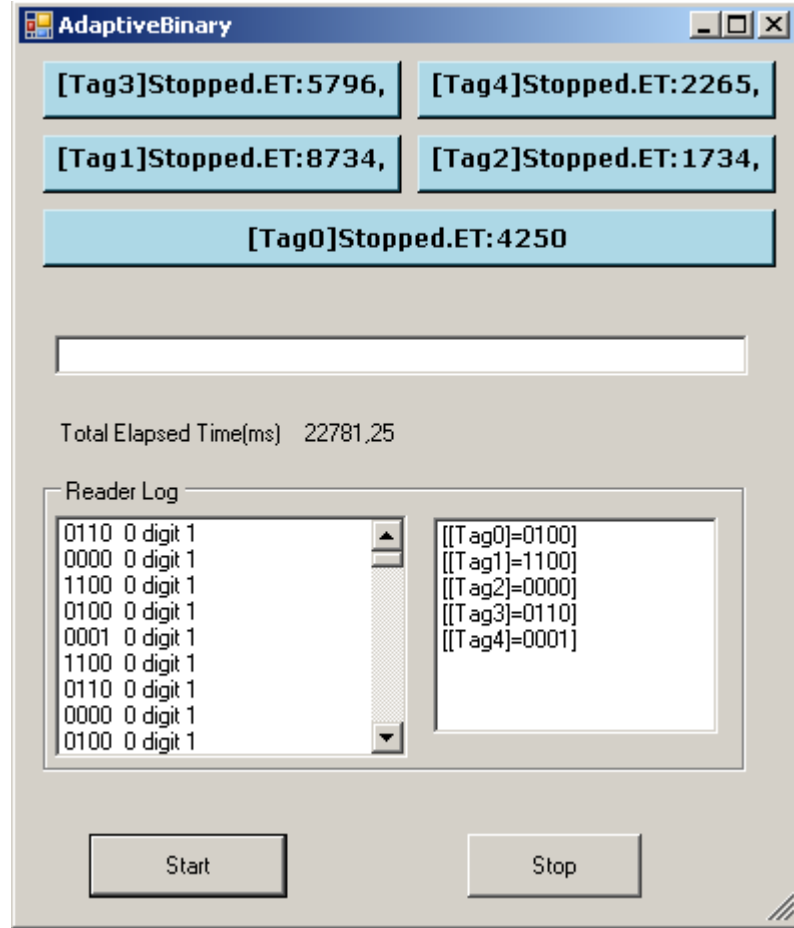 AdaptiveBinary
[Tag3]Stopped.ET:5796,
[Tag4]Stopped.ET:2265,
[Tag1]Stopped.ET:8734,
[Tag2]Stopped.ET:1734,
[Tag0]Stopped.ET:4250
Total Elapsed Time(ms) 22781,25
Reader Log
0110 0 digit 1
0000 0 digit 1
1100 0 digit 1
0100 0 digit 1
0001 0 digit 1
1100 0 digit 1
0110 0 digit 1
0000 0 digit 1
0100 0 digit 1
[[Tag0]=0100]
[[Tag1]=1100]
[[Tag2]=0000]
[[Tag3]=0110]
[[Tag4]=0001]
Start
Stop